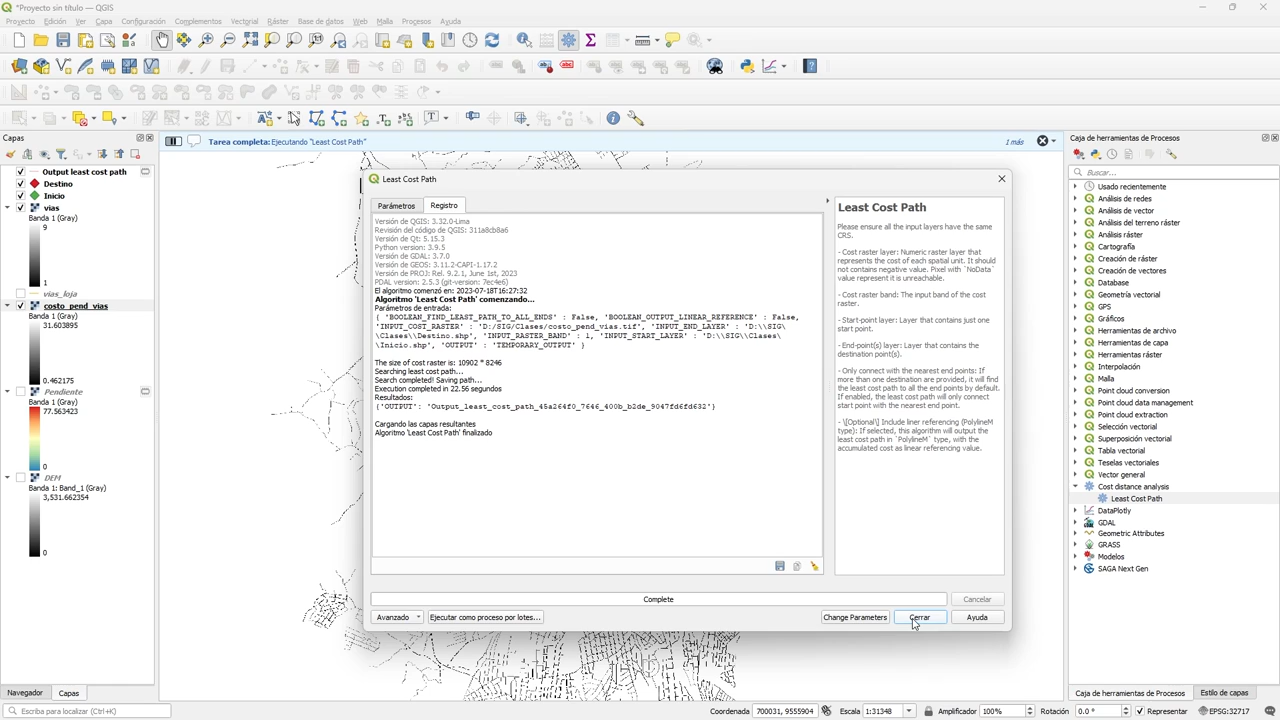 *Proyecto sin título — QGIS
Proyecto Edición Ver Capa Configuración Complementos Vectorial Ráster Base de datos Web Malla Procesos Ayuda
Capas
Tarea completa: Ejecutando "Least Cost Path"
1 más
Caja de herramientas de Procesos
Output least cost path
Destino
Inicio
vias
Banda 1 (Gray)
9
1
vias_loja
costo_pend_vias
Banda 1 (Gray)
31.603895
0.462175
Pendiente
Banda 1 (Gray)
77.563423
0
DEM
Banda 1: Band_1 (Gray)
3,531.662354
0
Navegador Capas
Least Cost Path
Parámetros Registro
Versión de QGIS: 3.32.0-Lima
Revisión del código de QGIS: 311a8cb8a6
Versión de Qt: 5.15.3
Python version: 3.9.5
Versión de GDAL: 3.7.0
Versión de GEOS: 3.11.2-CAPI-1.17.2
Versión de PROJ: Rel. 9.2.1, June 1st, 2023
PDAL version: 2.5.3 (git-version: 7ec4e6)
El algoritmo comenzó en: 2023-07-18T16:27:32
Algoritmo 'Least Cost Path' comenzando…
Parámetros de entrada:
{ 'BOOLEAN_FIND_LEAST_PATH_TO_ALL_ENDS' : False, 'BOOLEAN_OUTPUT_LINEAR_REFERENCE' : False,
'INPUT_COST_RASTER' : 'D:/SIG/Clases/costo_pend_vias.tif', 'INPUT_END_LAYER' : 'D:\\SIG\
\Clases\\Destino.shp', 'INPUT_RASTER_BAND' : 1, 'INPUT_START_LAYER' : 'D:\\SIG\\Clases\
\Inicio.shp', 'OUTPUT' : 'TEMPORARY_OUTPUT' }
The size of cost raster is: 10902 * 8246
Searching least cost path...
Search completed! Saving path...
Execution completed in 22.56 segundos
Resultados:
{'OUTPUT': 'Output_least_cost_path_45a264f0_7646_400b_b2de_9047fd6fd632'}
Cargando las capas resultantes
Algoritmo 'Least Cost Path' finalizado
Complete
Cancelar
Avanzado Ejecutar como proceso por lotes... Change Parameters Cerrar Ayuda
Least Cost Path
Please ensure all the input layers have the same
CRS.
- Cost raster layer: Numeric raster layer that
represents the cost of each spatial unit. It should
not contains negative value. Pixel with `NoData`
value represent it is unreachable.
- Cost raster band: The input band of the cost
raster.
- Start-point layer: Layer that contains just one
start point.
- End-point(s) layer: Layer that contains the
destination point(s).
- Only connect with the nearest end points: If
more than one destination are provided, it will find
the least cost path to all the end points by default.
If enabled, the least cost path will only connect
start point with the nearest end point.
- \[Optional\] Include liner referencing (PolylineM
type): If selected, this algorithm will output the
least cost path in `PolylineM` type, with the
accumulated cost as linear referencing value.
Buscar...
Usado recientemente
Análisis de redes
Análisis de vector
Análisis del terreno ráster
Análisis ráster
Cartografía
Creación de ráster
Creación de vectores
Database
Geometría vectorial
GPS
Gráficos
Herramientas de archivo
Herramientas de capa
Herramientas ráster
Interpolación
Malla
Point cloud conversion
Point cloud data management
Point cloud extraction
Selección vectorial
Superposición vectorial
Tabla vectorial
Teselas vectoriales
Vector general
Cost distance analysis
Least Cost Path
DataPlotly
GDAL
Geometric Attributes
GRASS
Modelos
SAGA Next Gen
Caja de herramientas de Procesos Estilo de capas
Escriba para localizar (Ctrl+K)
Coordenada 700031, 9555904 Escala 1:31348 Amplificador 100% Rotación 0.0 ° Representar EPSG:32717